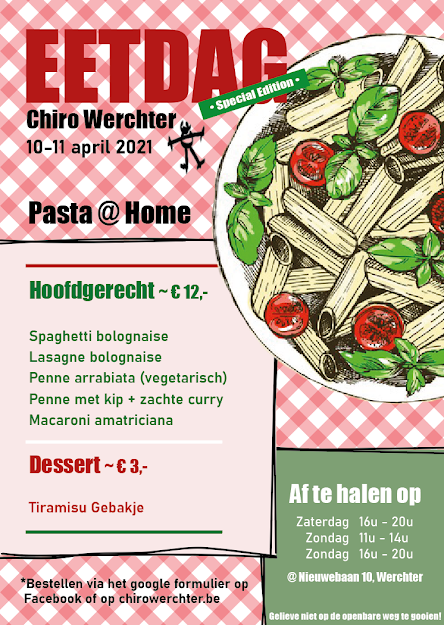 EETDAG
• Special Edition •
Chiro Werchter
10-11 april 2021
Pasta @ Home
Hoofdgerecht ~ € 12,-
Spaghetti bolognaise
Lasagne bolognaise
Penne arrabiata (vegetarisch)
Penne met kip + zachte curry
Macaroni amatriciana
Dessert ~ € 3,-
Tiramisu Gebakje
Af te halen op
Zaterdag 16u - 20u
Zondag 11u - 14u
Zondag 16u - 20u
@ Nieuwebaan 10, Werchter
*Bestellen via het google formulier op
Facebook of op chirowerchter.be
Gelieve niet op de openbare weg te gooien!